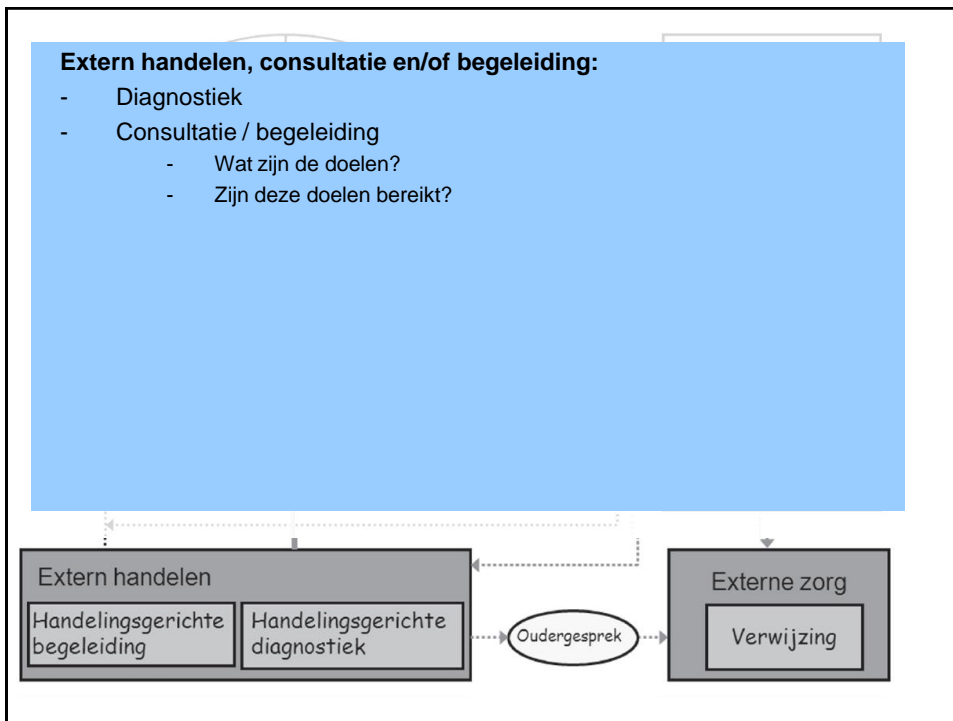 Extern handelen, consultatie en/of begeleiding:
- Diagnostiek
- Consultatie / begeleiding
- Wat zijn de doelen?
- Zijn deze doelen bereikt?
Extern handelen
Handelingsgerichte
begeleiding
Handelingsgerichte
diagnostiek
Oudergesprek
Externe zorg
Verwijzing